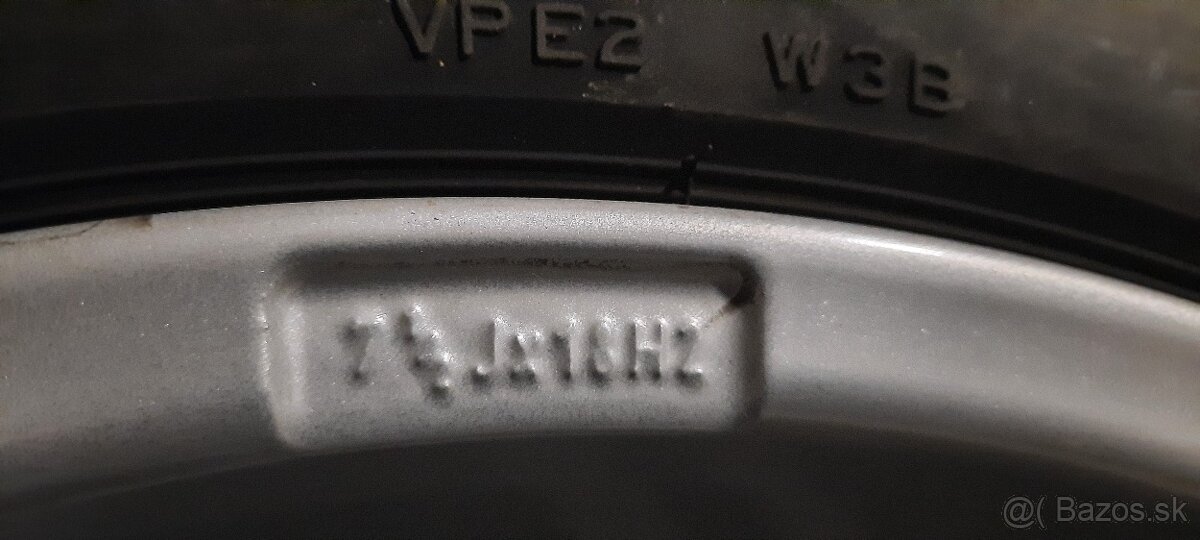 VPE2 W3B
7½Jx18H2
@( Bazos.sk